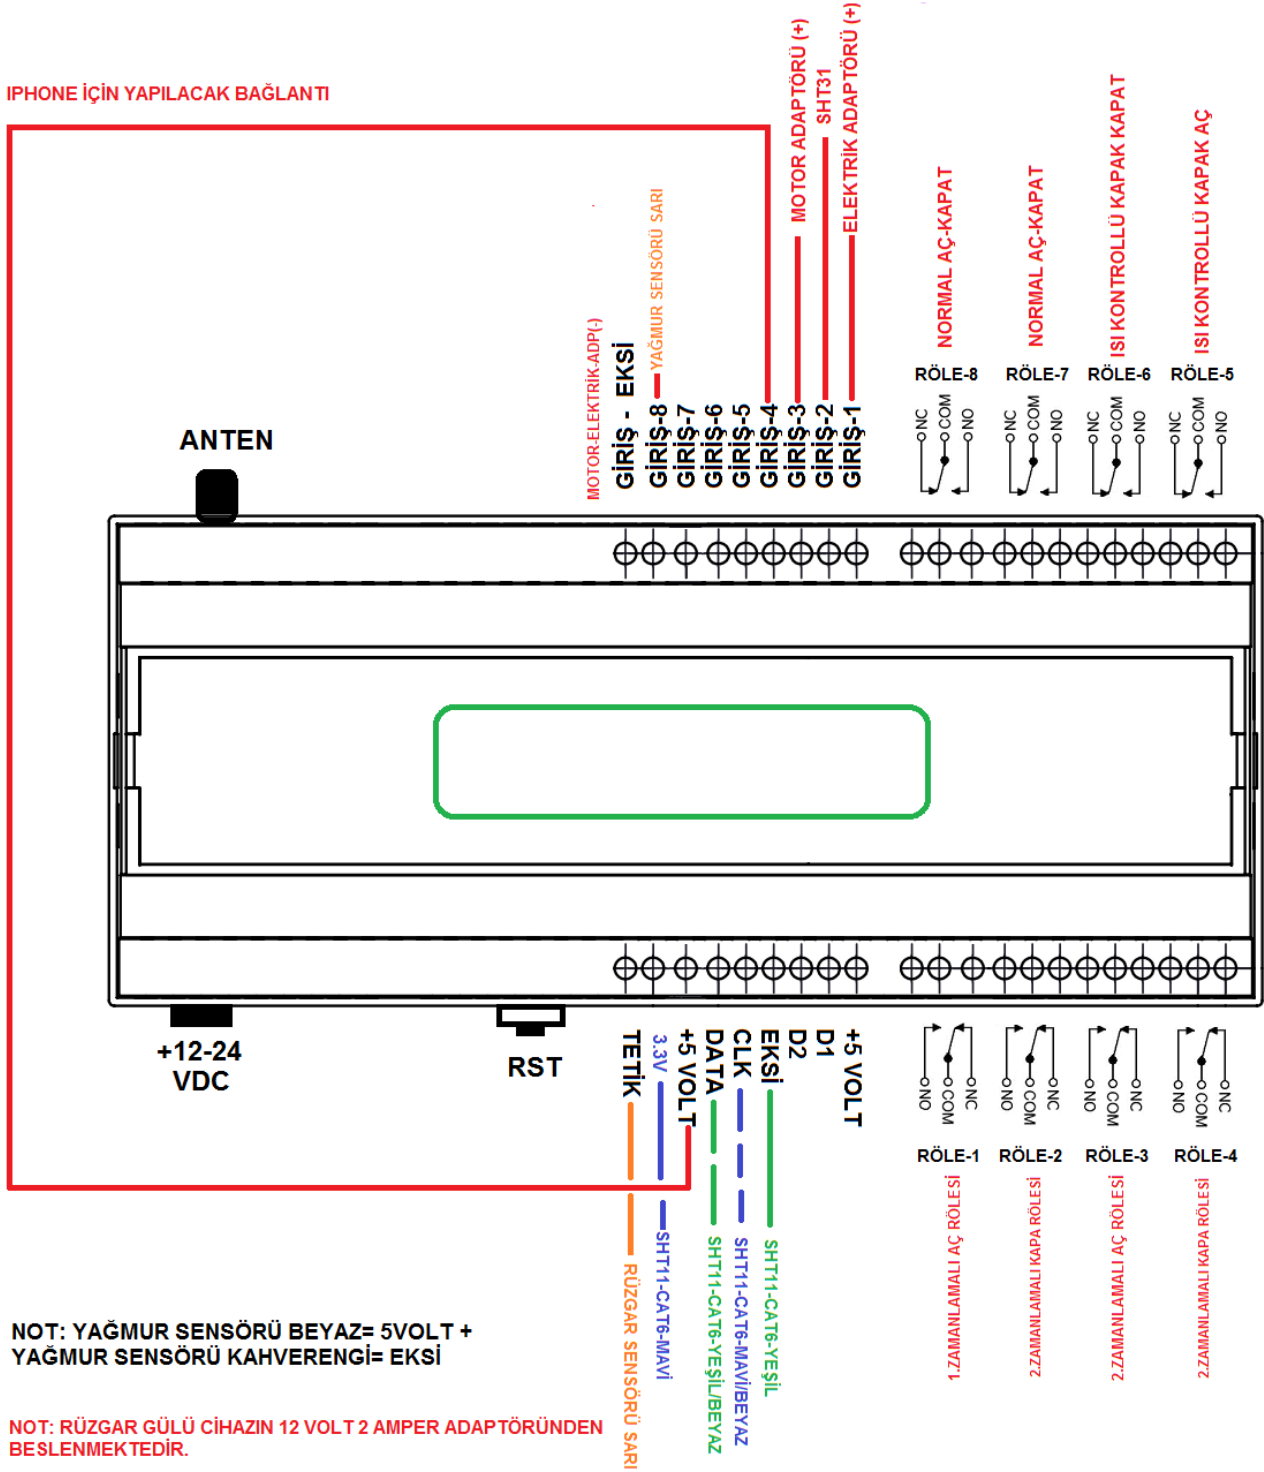 IPHONE İÇİN YAPILACAK BAĞLANTI
MOTOR-ELEKTRİK-ADP(-)
GİRİŞ - EKSİ
YAĞMUR SENSÖRÜ SARI
GİRİŞ-8
GİRİŞ-7
GİRİŞ-6
GİRİŞ-5
GİRİŞ-4
MOTOR ADAPTÖRÜ (+)
GİRİŞ-3
SHT31
GİRİŞ-2
ELEKTRİK ADAPTÖRÜ (+)
GİRİŞ-1
NORMAL AÇ-KAPAT
RÖLE-8
NC
COM
NO
NORMAL AÇ-KAPAT
RÖLE-7
NC
COM
NO
ISI KONTROLLÜ KAPAK KAPAT
RÖLE-6
NC
COM
NO
ISI KONTROLLÜ KAPAK AÇ
RÖLE-5
NC
COM
NO
ANTEN
+12-24
VDC
RST
TETİK
RÜZGAR SENSÖRÜ SARI
3.3V
SHT11-CAT6-MAVİ
+5 VOLT
DATA
SHT11-CAT6-YEŞİL/BEYAZ
CLK
SHT11-CAT6-MAVİ/BEYAZ
EKSİ
SHT11-CAT6-YEŞİL
D2
D1
+5 VOLT
NO
COM
NC
RÖLE-1
1.ZAMANLAMALI AÇ RÖLESİ
NO
COM
NC
RÖLE-2
2.ZAMANLAMALI KAPA RÖLESİ
NO
COM
NC
RÖLE-3
2.ZAMANLAMALI AÇ RÖLESİ
NO
COM
NC
RÖLE-4
2.ZAMANLAMALI KAPA RÖLESİ
NOT: YAĞMUR SENSÖRÜ BEYAZ= 5VOLT +
YAĞMUR SENSÖRÜ KAHVERENGİ= EKSİ
NOT: RÜZGAR GÜLÜ CİHAZIN 12 VOLT 2 AMPER ADAPTÖRÜNDEN
BESLENMEKTEDİR.